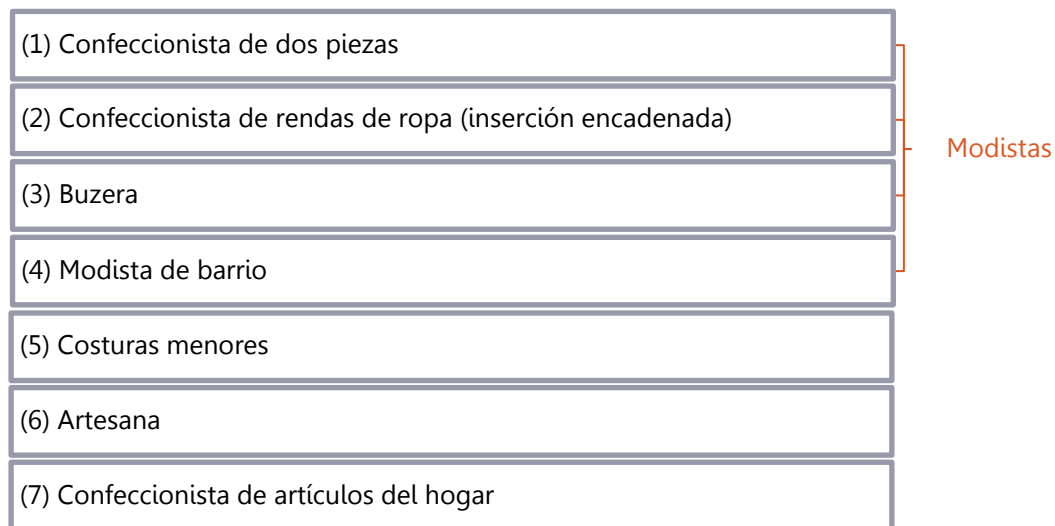 (1) Confeccionista de dos piezas
(2) Confeccionista de rendas de ropa (inserción encadenada)
Modistas
(3) Buzera
(4) Modista de barrio
(5) Costuras menores
(6) Artesana
(7) Confeccionista de artículos del hogar